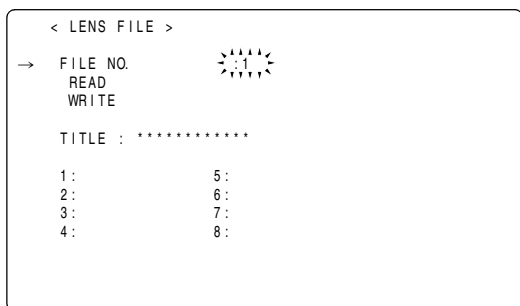 < LENS FILE >
→ FILE NO. :1
READ
WRITE
TITLE : ************
1: 5:
2: 6:
3: 7:
4: 8: